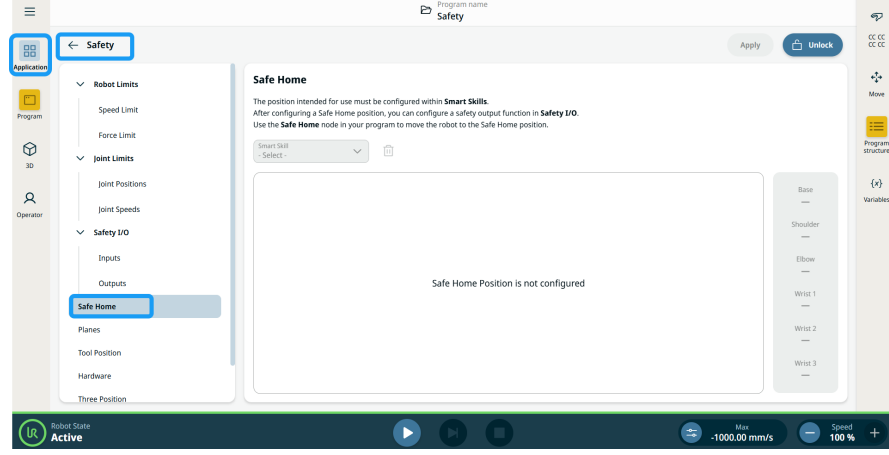 Program name
Safety
Application
Safety
Apply
Unlock
CC CC
CC CC
Program
3D
Operator
Robot Limits
Speed Limit
Force Limit
Joint Limits
Joint Positions
Joint Speeds
Safety I/O
Inputs
Outputs
Safe Home
Planes
Tool Position
Hardware
Three Position
Safe Home
The position intended for use must be configured within Smart Skills.
After configuring a Safe Home position, you can configure a safety output function in Safety I/O.
Use the Safe Home node in your program to move the robot to the Safe Home position.
Smart Skill
- Select -
Safe Home Position is not configured
Base
—
Shoulder
—
Elbow
—
Wrist 1
—
Wrist 2
—
Wrist 3
—
Move
Program
structure
{x}
Variables
UR
Robot State
Active
Max
-1000.00 mm/s
Speed
100 %